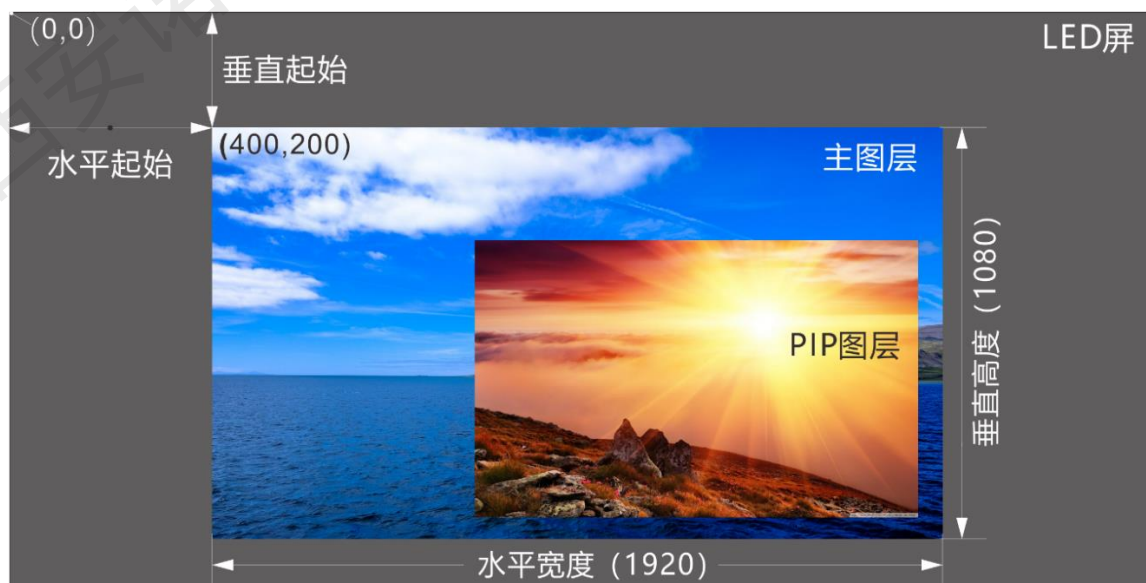 (0,0)
LED屏
垂直起始
(400,200)
主图层
水平起始
垂直高度 (1080)
PIP图层
水平宽度 (1920)